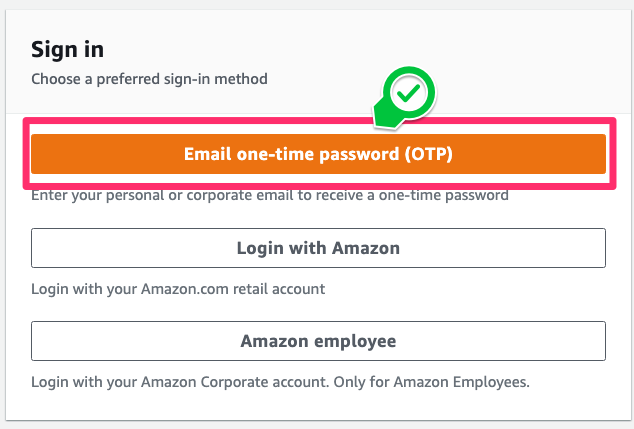 Sign in
Choose a preferred sign-in method
Email one-time password (OTP)
Enter your personal or corporate email to receive a one-time password
Login with Amazon
Login with your Amazon.com retail account
Amazon employee
Login with your Amazon Corporate account. Only for Amazon Employees.